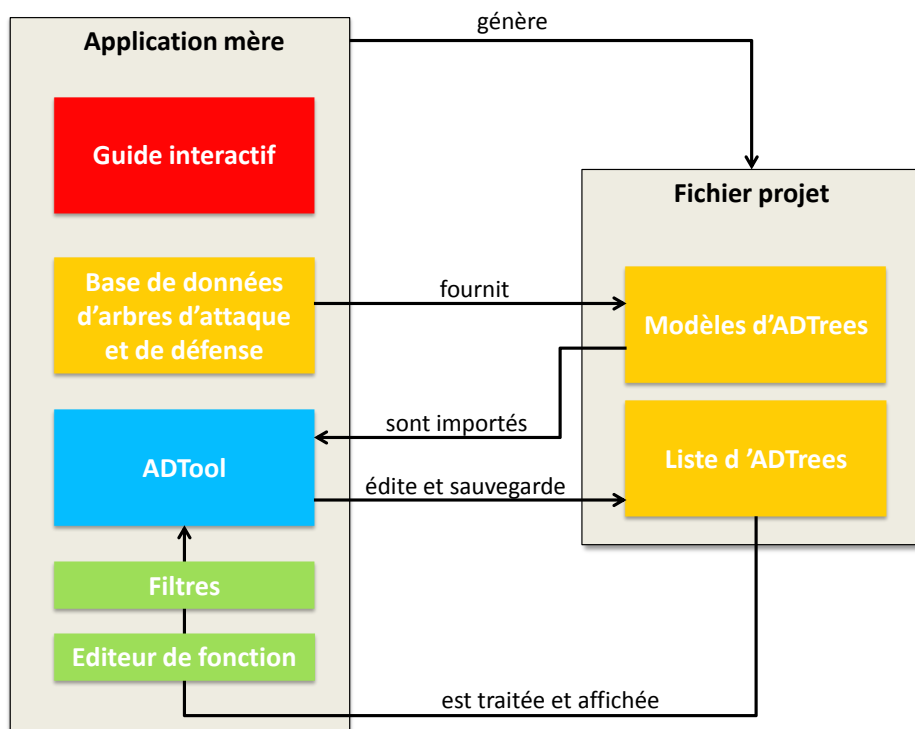 Application mère
génère
Guide interactif
Fichier projet
Base de données
d'arbres d'attaque
et de défense
fournit
Modèles d'ADTrees
sont importés
ADTool
Liste d 'ADTrees
édite et sauvegarde
Filtres
Editeur de fonction
est traitée et affichée